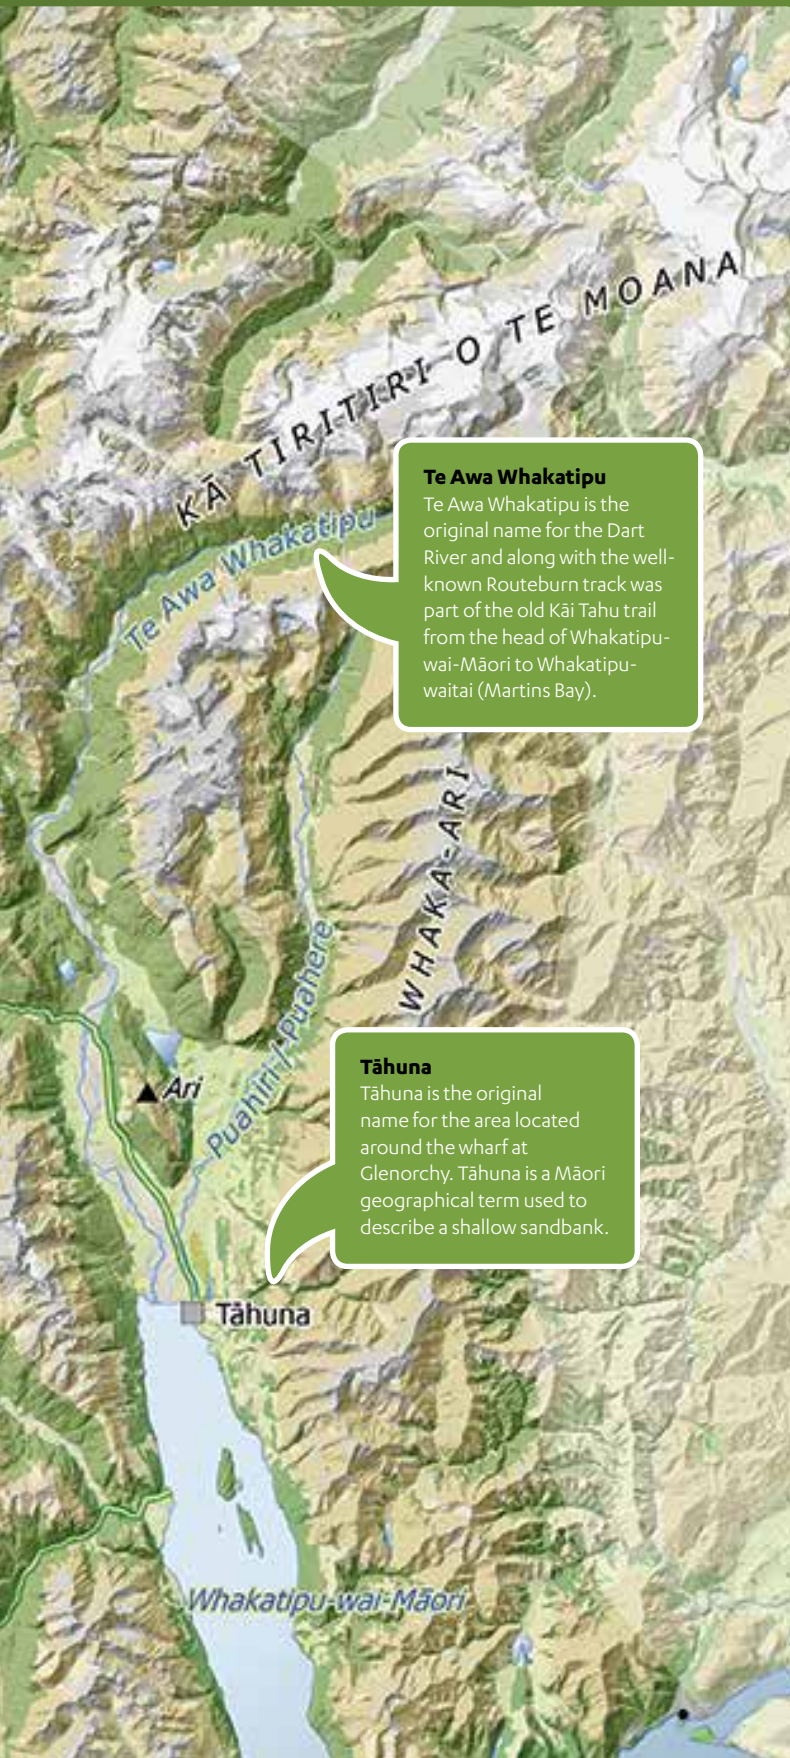 KĀ TIRITIRI O TE MOANA
Te Awa Whakatipu
Te Awa Whakatipu
Te Awa Whakatipu is the
original name for the Dart
River and along with the well-
known Routeburn track was
part of the old Kāi Tahu trail
from the head of Whakatipu-
wai-Māori to Whakatipu-
waitai (Martins Bay).
WHAKA-ARI
Puahiri / Puahere
Ari
Tāhuna
Tāhuna is the original
name for the area located
around the wharf at
Glenorchy. Tāhuna is a Māori
geographical term used to
describe a shallow sandbank.
Tāhuna
Whakatipu-wai-Māori